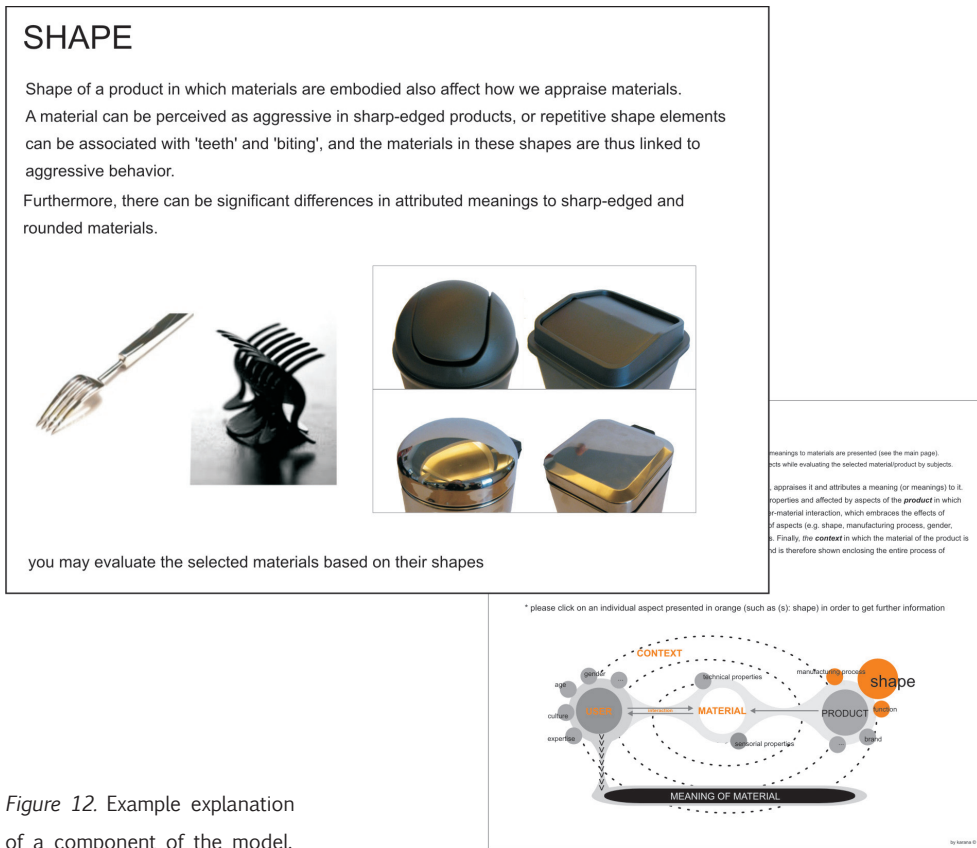 SHAPE
Shape of a product in which materials are embodied also affect how we appraise materials.
A material can be perceived as aggressive in sharp-edged products, or repetitive shape elements
can be associated with 'teeth' and 'biting', and the materials in these shapes are thus linked to
aggressive behavior.
Furthermore, there can be significant differences in attributed meanings to sharp-edged and
rounded materials.
you may evaluate the selected materials based on their shapes
meanings to materials are presented (see the main page).
ects while evaluating the selected material/product by subjects.
, appraises it and attributes a meaning (or meanings) to it.
roperties and affected by aspects of the product in which
er-material interaction, which embraces the effects of
of aspects (e.g. shape, manufacturing process, gender,
s. Finally, the context in which the material of the product is
nd is therefore shown enclosing the entire process of
* please click on an individual aspect presented in orange (such as (s): shape) in order to get further information
CONTEXT
gender
...
age
culture
expertise
USER
interaction
technical properties
MATERIAL
sensorial properties
manufacturing process
shape
PRODUCT
function
brand
...
MEANING OF MATERIAL
by karana ©
Figure 12. Example explanation
of a component of the model.